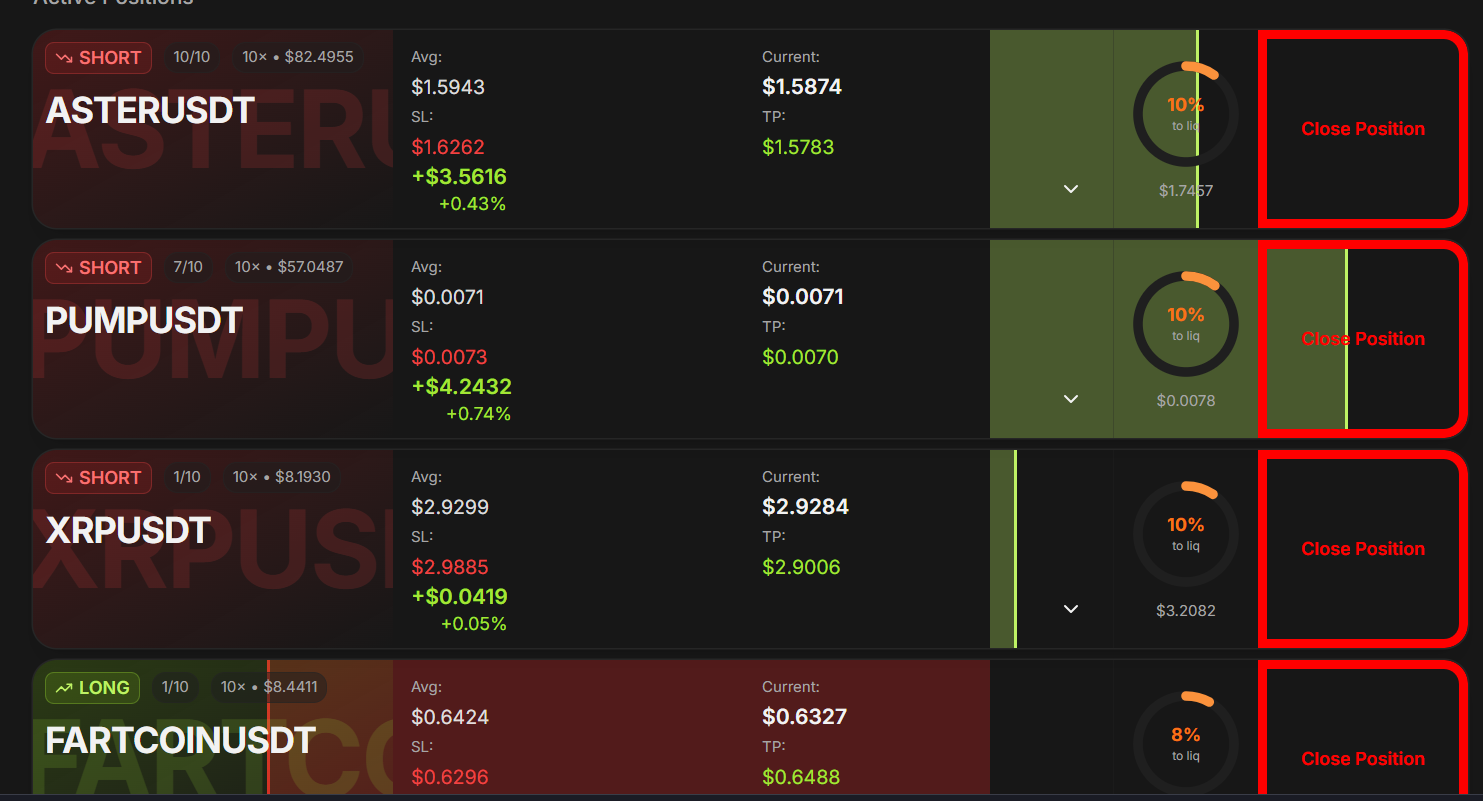 Active Positions
SHORT 10/10 10× • $82.4955
ASTERUSDT
ASTERU
Avg:
$1.5943
SL:
$1.6262
+$3.5616
+0.43%
Current:
$1.5874
TP:
$1.5783
10%
to liq
$1.7457
Close Position
SHORT 7/10 10× • $57.0487
PUMPUSDT
PUMPU
Avg:
$0.0071
SL:
$0.0073
+$4.2432
+0.74%
Current:
$0.0071
TP:
$0.0070
10%
to liq
$0.0078
Close Position
SHORT 1/10 10× • $8.1930
XRPUSDT
XRPUSD
Avg:
$2.9299
SL:
$2.9885
+$0.0419
+0.05%
Current:
$2.9284
TP:
$2.9006
10%
to liq
$3.2082
Close Position
LONG 1/10 10× • $8.4411
FARTCOINUSDT
FARTCO
Avg:
$0.6424
SL:
$0.6296
Current:
$0.6327
TP:
$0.6488
8%
to liq
Close Position